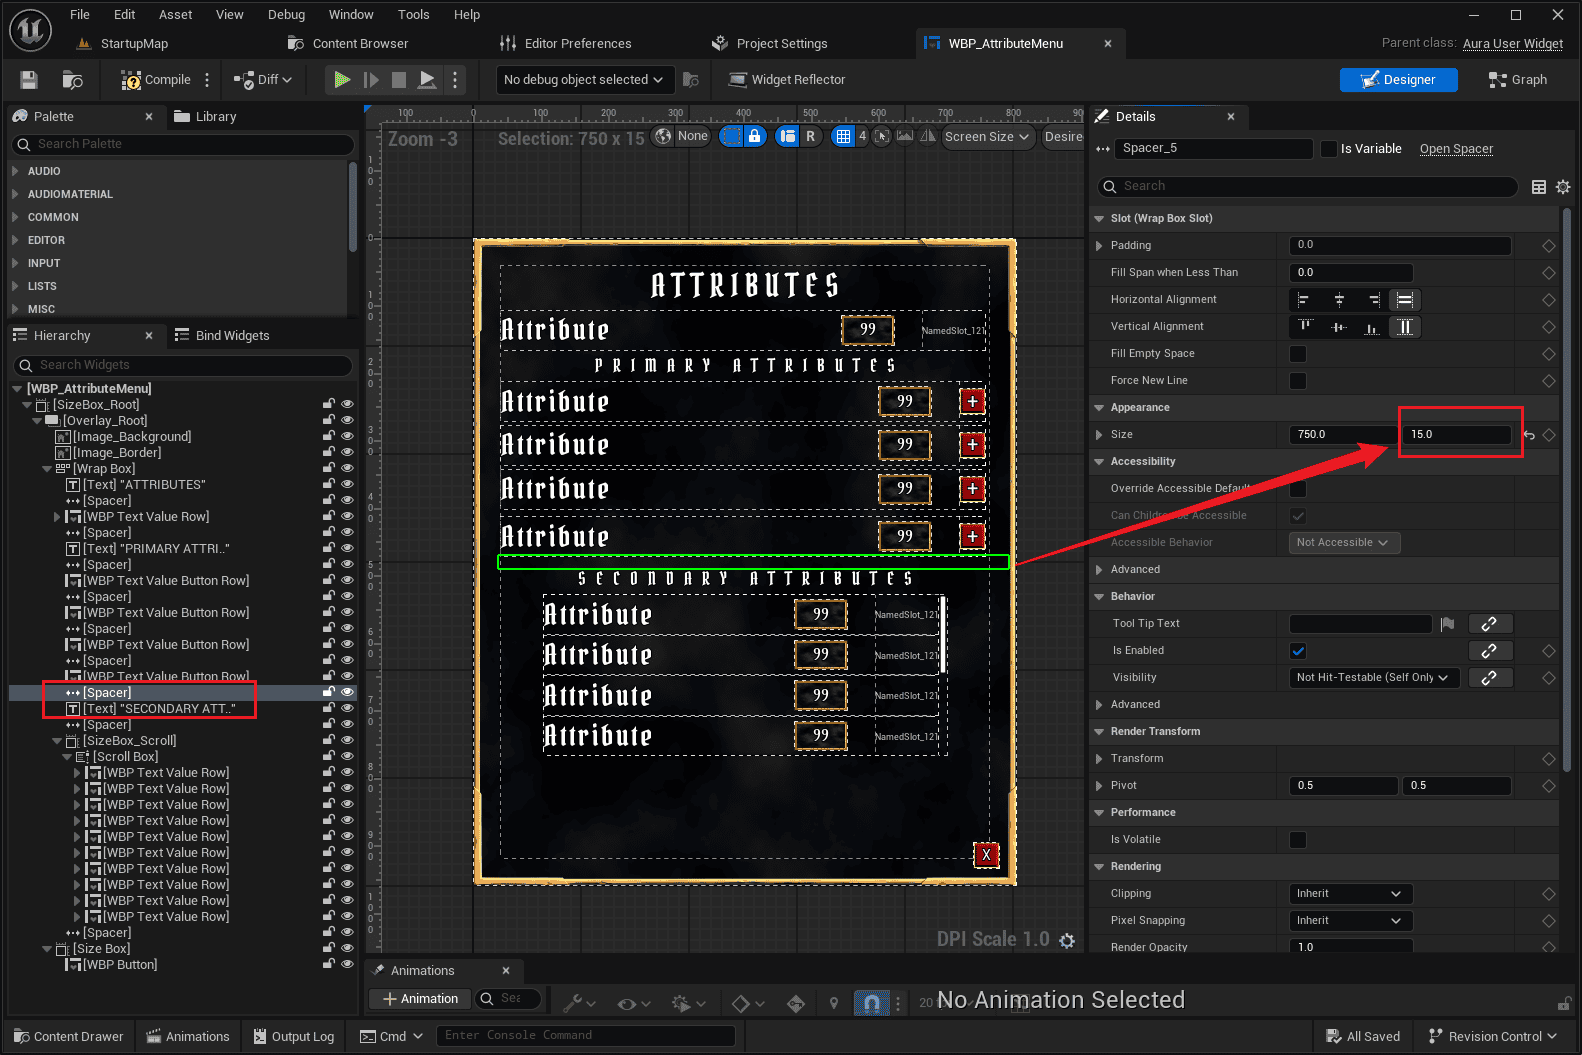 File Edit Asset View Debug Window Tools Help
StartupMap Content Browser Editor Preferences Project Settings WBP_AttributeMenu Parent class: Aura User Widget
Compile Diff No debug object selected Widget Reflector Designer Graph
Palette Library
Search Palette
AUDIO
AUDIOMATERIAL
COMMON
EDITOR
INPUT
LISTS
MISC
Hierarchy Bind Widgets
Search Widgets
[WBP_AttributeMenu]
[SizeBox_Root]
[Overlay_Root]
[Image_Background]
[Image_Border]
[Wrap Box]
[Text] "ATTRIBUTES"
[Spacer]
[WBP Text Value Row]
[Spacer]
[Text] "PRIMARY ATTRI.."
[Spacer]
[WBP Text Value Button Row]
[Spacer]
[WBP Text Value Button Row]
[Spacer]
[WBP Text Value Button Row]
[Spacer]
[WBP Text Value Button Row]
[Spacer]
[Text] "SECONDARY ATT.."
[Spacer]
[SizeBox_Scroll]
[Scroll Box]
[WBP Text Value Row]
[WBP Text Value Row]
[WBP Text Value Row]
[WBP Text Value Row]
[WBP Text Value Row]
[WBP Text Value Row]
[WBP Text Value Row]
[WBP Text Value Row]
[WBP Text Value Row]
[WBP Text Value Row]
[Spacer]
[Size Box]
[WBP Button]
100 0 100 200 300 400 500 600 700 800
Zoom -3 Selection: 750 x 15 None R 4 Screen Size Desire
ATTRIBUTES
Attribute 99 NamedSlot_121
PRIMARY ATTRIBUTES
Attribute 99 +
Attribute 99 +
Attribute 99 +
Attribute 99 +
SECONDARY ATTRIBUTES
Attribute 99 NamedSlot_121
Attribute 99 NamedSlot_121
Attribute 99 NamedSlot_121
Attribute 99 NamedSlot_121
X
DPI Scale 1.0
Details
Spacer_5 Is Variable Open Spacer
Search
Slot (Wrap Box Slot)
Padding 0.0
Fill Span when Less Than 0.0
Horizontal Alignment
Vertical Alignment
Fill Empty Space
Force New Line
Appearance
Size 750.0 15.0
Accessibility
Override Accessible Default
Can Children be Accessible
Accessible Behavior Not Accessible
Advanced
Behavior
Tool Tip Text
Is Enabled
Visibility Not Hit-Testable (Self Only
Advanced
Render Transform
Transform
Pivot 0.5 0.5
Performance
Is Volatile
Rendering
Clipping Inherit
Pixel Snapping Inherit
Render Opacity 1.0
Animations
+ Animation Sea 20 No Animation Selected
Content Drawer Animations Output Log Cmd Enter Console Command All Saved Revision Control